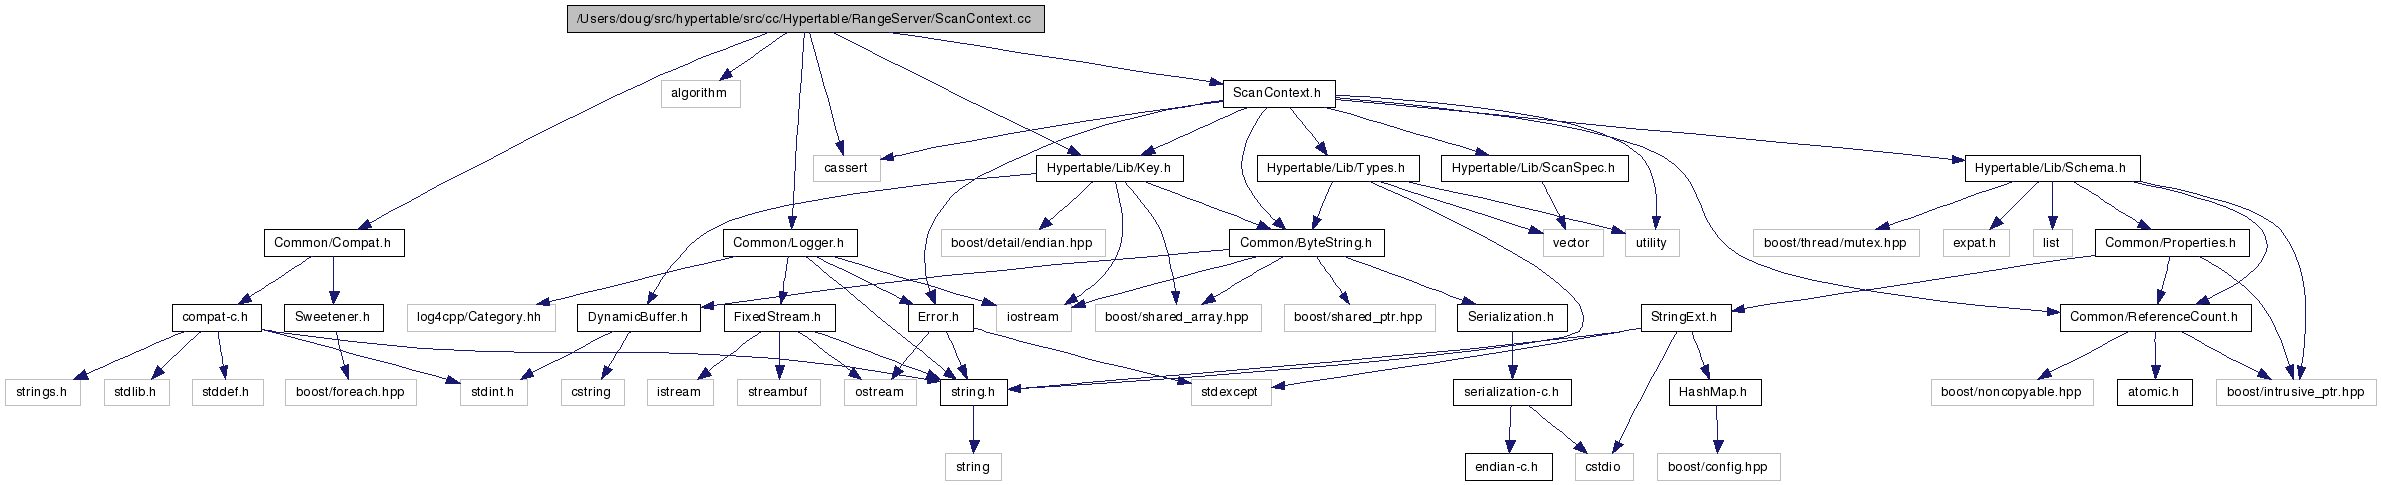 /Users/doug/src/hypertable/src/cc/Hypertable/RangeServer/ScanContext.cc
algorithm
ScanContext.h
cassert
Hypertable/Lib/Key.h
Hypertable/Lib/Types.h
Hypertable/Lib/ScanSpec.h
Hypertable/Lib/Schema.h
Common/Compat.h
Common/Logger.h
boost/detail/endian.hpp
Common/ByteString.h
vector
utility
boost/thread/mutex.hpp
expat.h
list
Common/Properties.h
compat-c.h
Sweetener.h
log4cpp/Category.hh
DynamicBuffer.h
FixedStream.h
Error.h
iostream
boost/shared_array.hpp
boost/shared_ptr.hpp
Serialization.h
StringExt.h
Common/ReferenceCount.h
strings.h
stdlib.h
stddef.h
boost/foreach.hpp
stdint.h
cstring
istream
streambuf
ostream
string.h
stdexcept
serialization-c.h
HashMap.h
boost/noncopyable.hpp
atomic.h
boost/intrusive_ptr.hpp
string
endian-c.h
cstdio
boost/config.hpp